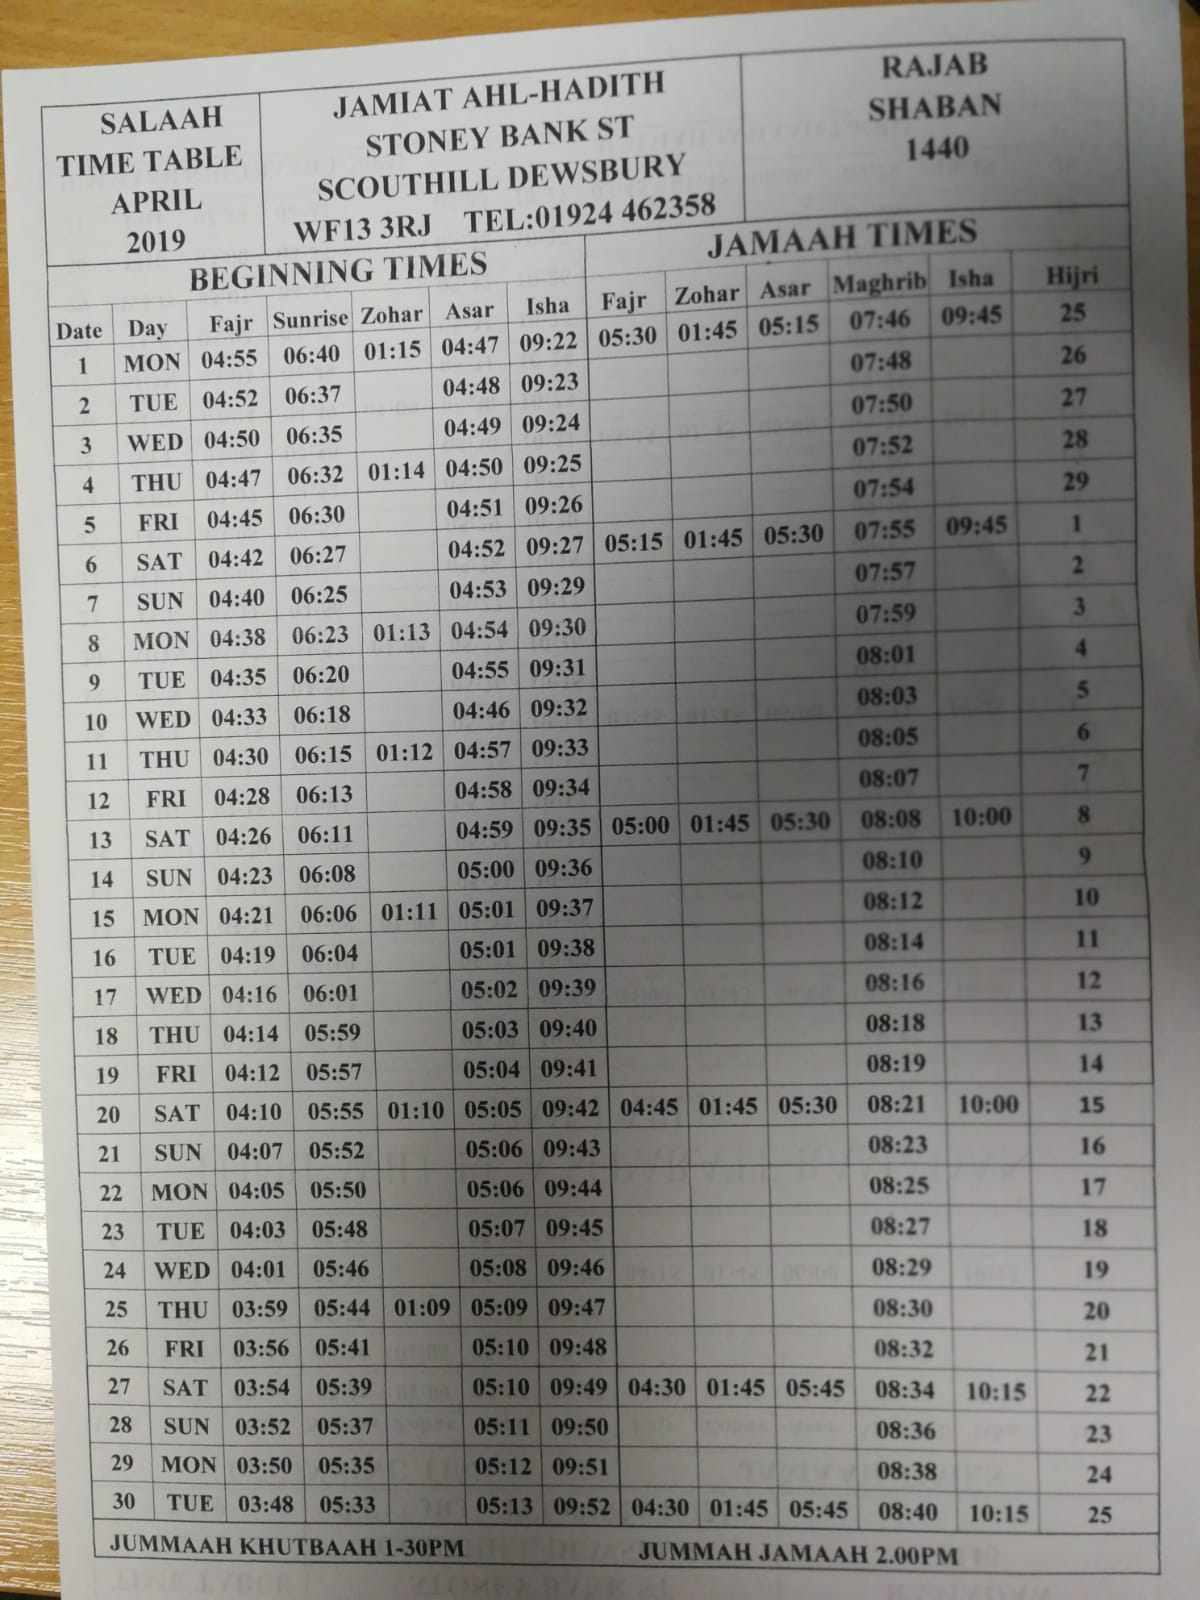 SALAAH
TIME TABLE
APRIL
2019
JAMIAT AHL-HADITH
STONEY BANK ST
SCOUTHILL DEWSBURY
WF13 3RJ TEL:01924 462358
RAJAB
SHABAN
1440
BEGINNING TIMES JAMAAH TIMES
Date Day Fajr Sunrise Zohar Asar Isha Fajr Zohar Asar Maghrib Isha Hijri
1 MON 04:55 06:40 01:15 04:47 09:22 05:30 01:45 05:15 07:46 09:45 25
2 TUE 04:52 06:37 04:48 09:23 07:48 26
3 WED 04:50 06:35 04:49 09:24 07:50 27
4 THU 04:47 06:32 01:14 04:50 09:25 07:52 28
5 FRI 04:45 06:30 04:51 09:26 07:54 29
6 SAT 04:42 06:27 04:52 09:27 05:15 01:45 05:30 07:55 09:45 1
7 SUN 04:40 06:25 04:53 09:29 07:57 2
8 MON 04:38 06:23 01:13 04:54 09:30 07:59 3
9 TUE 04:35 06:20 04:55 09:31 08:01 4
10 WED 04:33 06:18 04:46 09:32 08:03 5
11 THU 04:30 06:15 01:12 04:57 09:33 08:05 6
12 FRI 04:28 06:13 04:58 09:34 08:07 7
13 SAT 04:26 06:11 04:59 09:35 05:00 01:45 05:30 08:08 10:00 8
14 SUN 04:23 06:08 05:00 09:36 08:10 9
15 MON 04:21 06:06 01:11 05:01 09:37 08:12 10
16 TUE 04:19 06:04 05:01 09:38 08:14 11
17 WED 04:16 06:01 05:02 09:39 08:16 12
18 THU 04:14 05:59 05:03 09:40 08:18 13
19 FRI 04:12 05:57 05:04 09:41 08:19 14
20 SAT 04:10 05:55 01:10 05:05 09:42 04:45 01:45 05:30 08:21 10:00 15
21 SUN 04:07 05:52 05:06 09:43 08:23 16
22 MON 04:05 05:50 05:06 09:44 08:25 17
23 TUE 04:03 05:48 05:07 09:45 08:27 18
24 WED 04:01 05:46 05:08 09:46 08:29 19
25 THU 03:59 05:44 01:09 05:09 09:47 08:30 20
26 FRI 03:56 05:41 05:10 09:48 08:32 21
27 SAT 03:54 05:39 05:10 09:49 04:30 01:45 05:45 08:34 10:15 22
28 SUN 03:52 05:37 05:11 09:50 08:36 23
29 MON 03:50 05:35 05:12 09:51 08:38 24
30 TUE 03:48 05:33 05:13 09:52 04:30 01:45 05:45 08:40 10:15 25
JUMMAAH KHUTBAAH 1-30PM JUMMAH JAMAAH 2.00PM